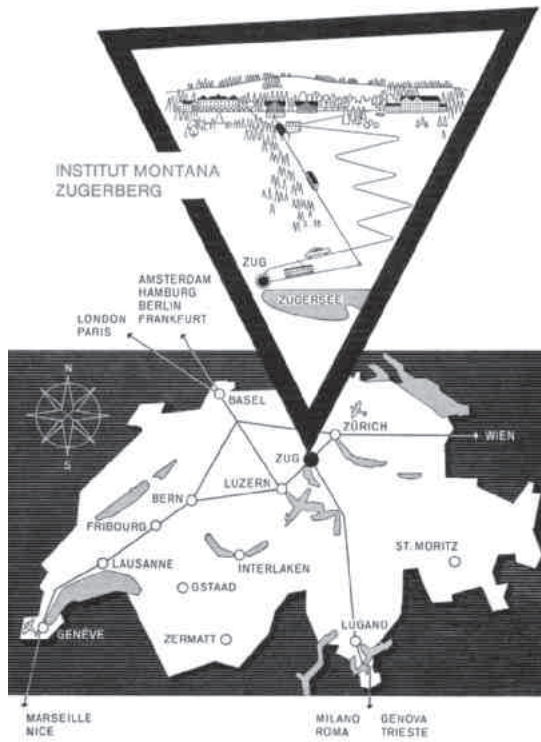 INSTITUT MONTANA
ZUGERBERG
ZUG
ZUGERSEE
AMSTERDAM
HAMBURG
BERLIN
FRANKFURT
LONDON
PARIS
N
S
BASEL
ZÜRICH
WIEN
ZUG
LUZERN
BERN
FRIBOURG
LAUSANNE
INTERLAKEN
ST. MORITZ
GSTAAD
GENÈVE
ZERMATT
LUGANO
MARSEILLE
NICE
MILANO
ROMA
GENOVA
TRIESTE